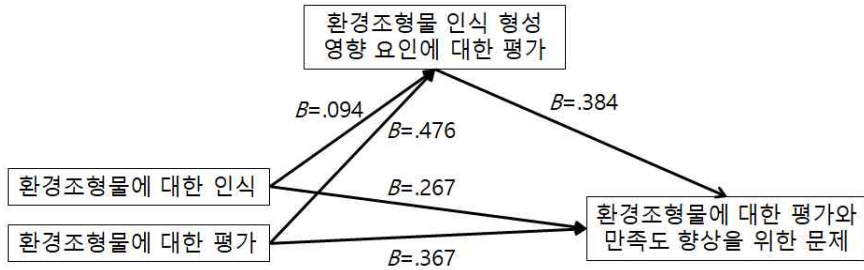 환경조형물 인식 형성
영향 요인에 대한 평가
B=.094
B=.476
B=.384
환경조형물에 대한 인식
B=.267
환경조형물에 대한 평가
B=.367
환경조형물에 대한 평가와
만족도 향상을 위한 문제